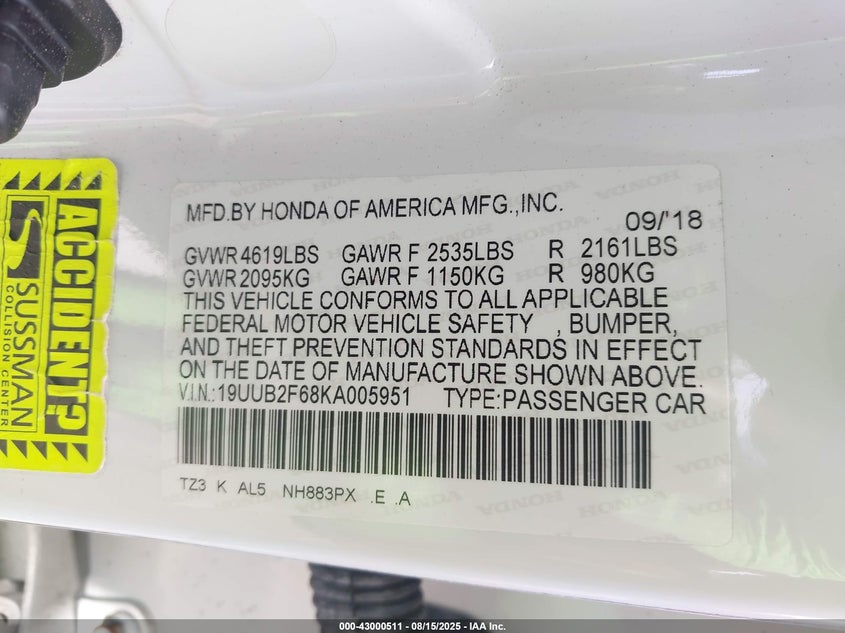 MFD.BY HONDA OF AMERICA MFG.,INC.
09/'18
GVWR 4619LBS GAWR F 2535LBS R 2161LBS
GVWR 2095KG GAWR F 1150KG R 980KG
THIS VEHICLE CONFORMS TO ALL APPLICABLE
FEDERAL MOTOR VEHICLE SAFETY , BUMPER,
AND THEFT PREVENTION STANDARDS IN EFFECT
ON THE DATE OF MANUFACTURE SHOWN ABOVE.
V.I.N.:19UUB2F68KA005951 TYPE:PASSENGER CAR
TZ3 K AL5 NH883PX .E .A
ACCIDENT?
SUSSMAN
COLLISION CENTER
HONDA HONDA HONDA
000-43000511 - 08/15/2025 - IAA Inc.